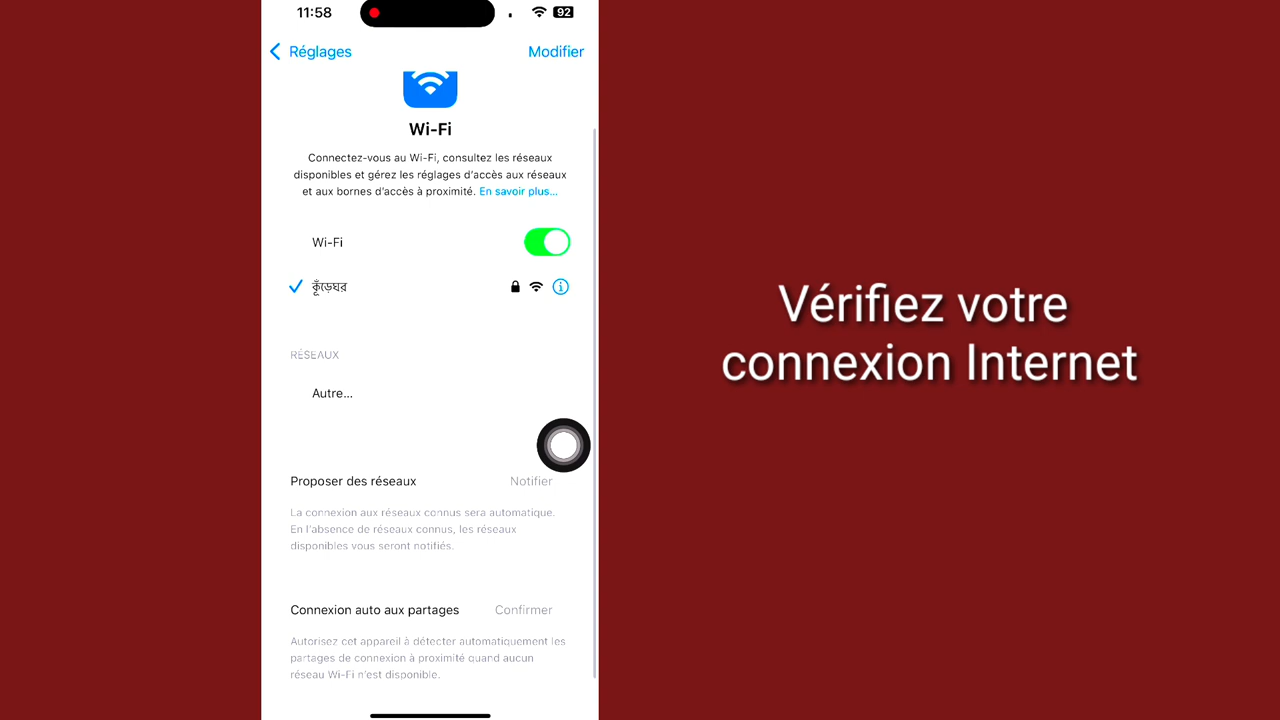 11:58
92
Réglages
Modifier
Wi-Fi
Connectez-vous au Wi-Fi, consultez les réseaux
disponibles et gérez les réglages d'accès aux réseaux
et aux bornes d'accès à proximité. En savoir plus...
Wi-Fi
কুঁড়েঘর
RÉSEAUX
Autre...
Proposer des réseaux
Notifier
La connexion aux réseaux connus sera automatique.
En l'absence de réseaux connus, les réseaux
disponibles vous seront notifiés.
Connexion auto aux partages
Confirmer
Autorisez cet appareil à détecter automatiquement les
partages de connexion à proximité quand aucun
réseau Wi-Fi n'est disponible.
Vérifiez votre
connexion Internet